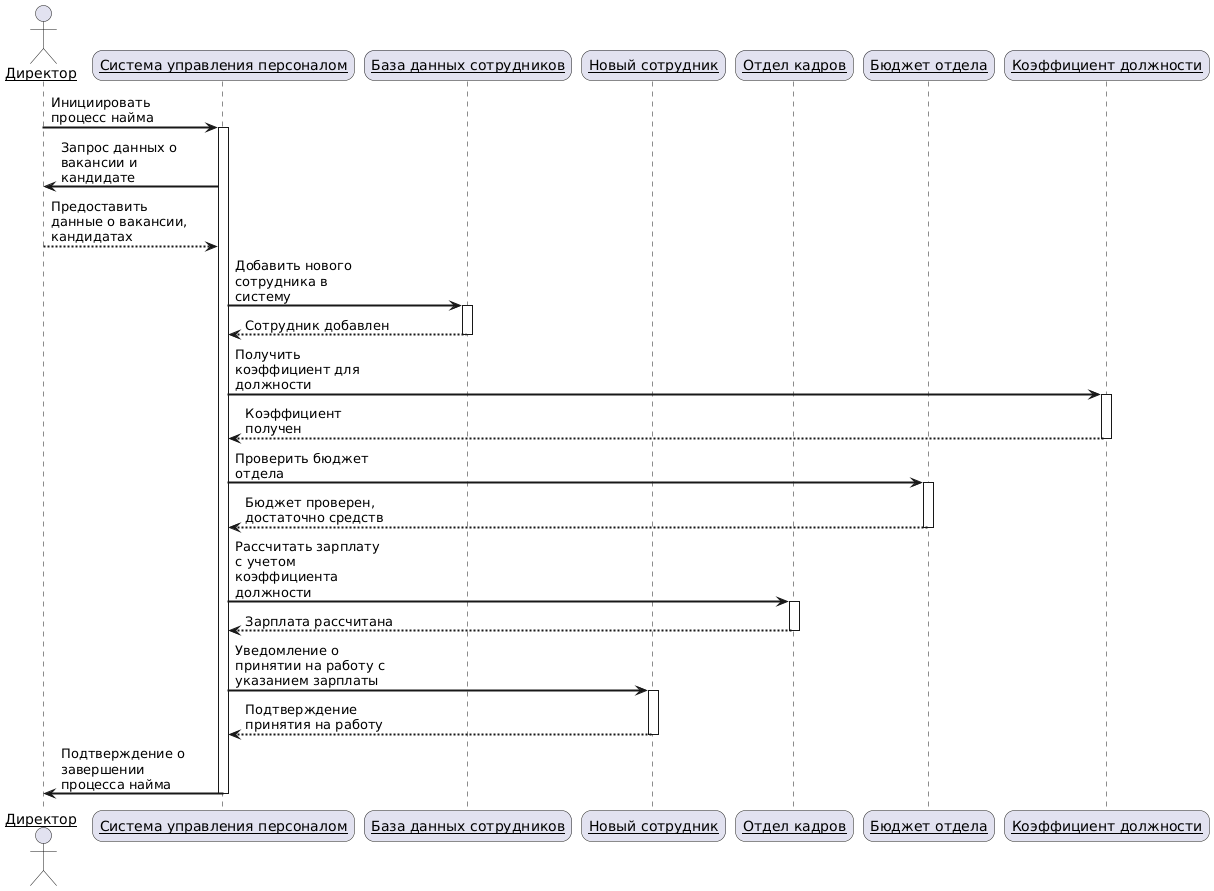 Директор
Система управления персоналом
База данных сотрудников
Новый сотрудник
Отдел кадров
Бюджет отдела
Коэффициент должности
Инициировать
процесс найма
Запрос данных о
вакансии и
кандидате
Предоставить
данные о вакансии,
кандидатах
Добавить нового
сотрудника в
систему
Сотрудник добавлен
Получить
коэффициент для
должности
Коэффициент
получен
Проверить бюджет
отдела
Бюджет проверен,
достаточно средств
Рассчитать зарплату
с учетом
коэффициента
должности
Зарплата рассчитана
Уведомление о
принятии на работу с
указанием зарплаты
Подтверждение
принятия на работу
Подтверждение о
завершении
процесса найма
Директор
Система управления персоналом
База данных сотрудников
Новый сотрудник
Отдел кадров
Бюджет отдела
Коэффициент должности